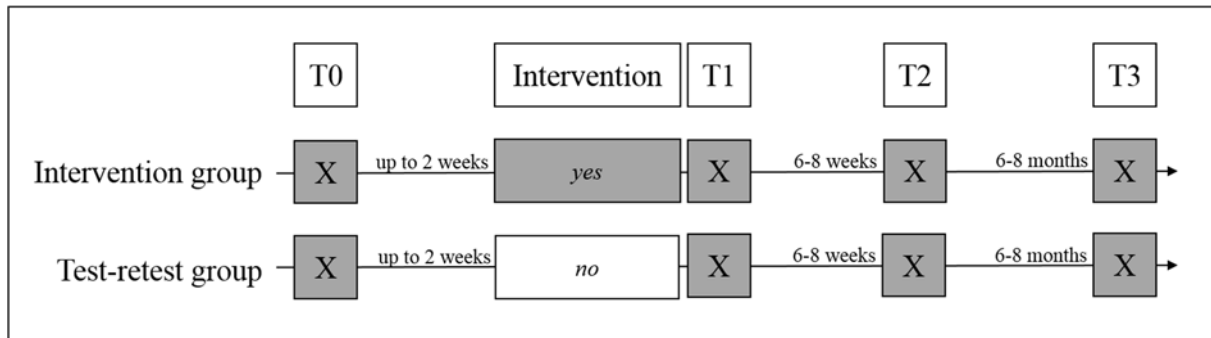 T0 Intervention T1 T2 T3
Intervention group X up to 2 weeks yes X 6-8 weeks X 6-8 months X
Test-retest group X up to 2 weeks no X 6-8 weeks X 6-8 months X